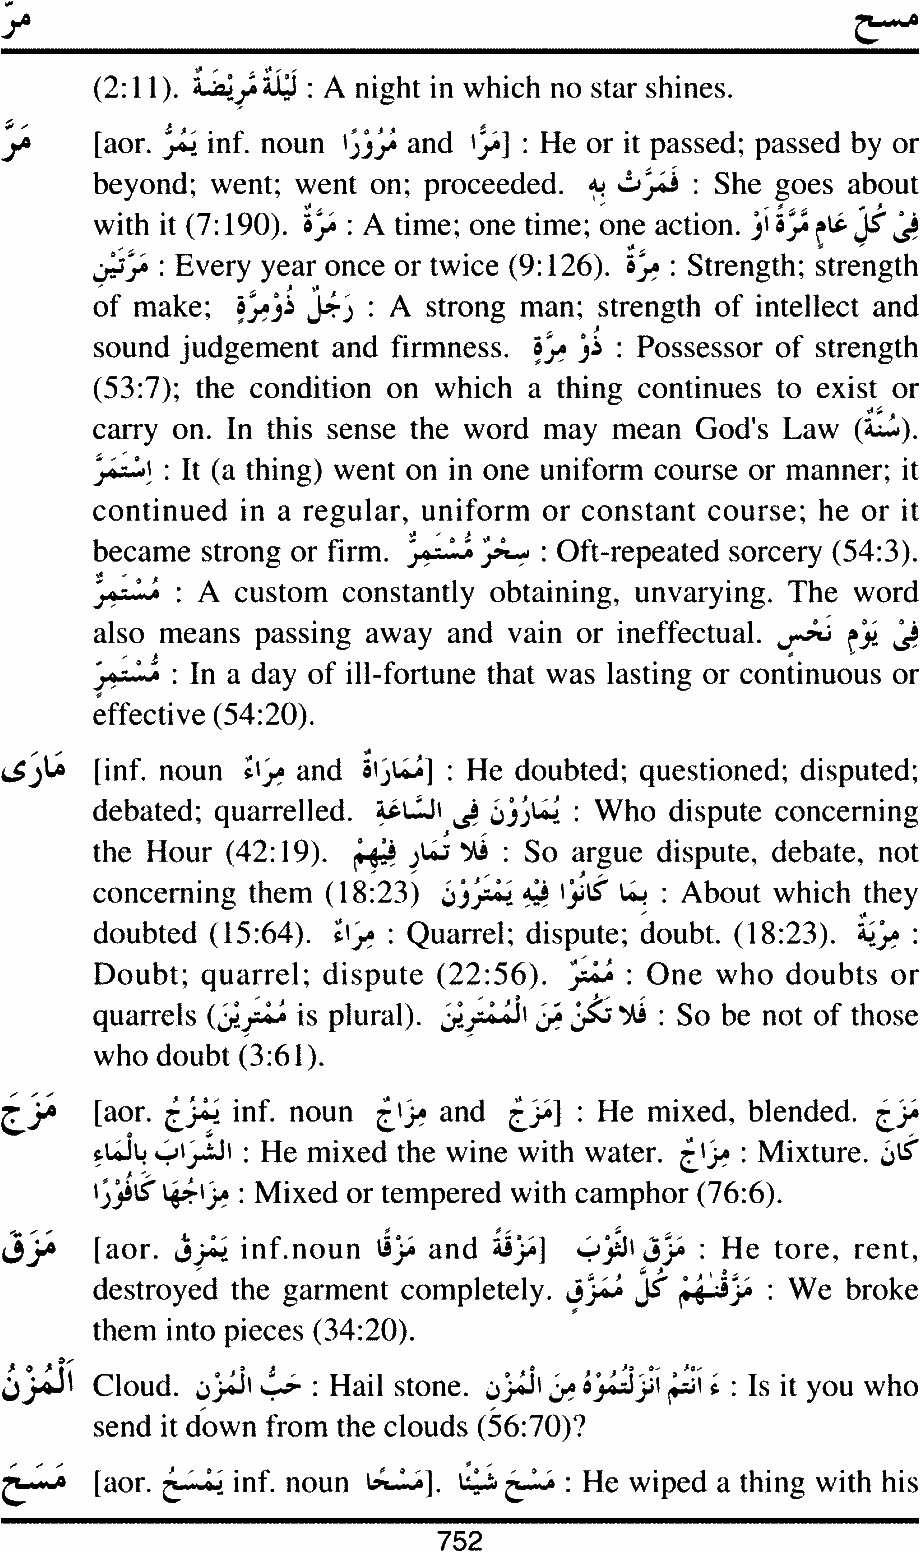 مرّ مسح
(2:11). لَيْلَةٌ مَّرِيْضَةٌ : A night in which no star shines.
مَرَّ [aor. يَمُرُّ inf. noun مُرُوْرًا and مَرًّا] : He or it passed; passed by or
beyond; went; went on; proceeded. فَمَرَّتْ بِهٖ : She goes about
with it (7:190). مَرَّةٌ : A time; one time; one action. فِىْ كُلِّ عَامٍ مَّرَّةً اَوْ
مَرَّتَيْنِ : Every year once or twice (9:126). مِرَّةٌ : Strength; strength
of make; رَجُلٌ ذُوْمِرَّةٍ : A strong man; strength of intellect and
sound judgement and firmness. ذُوْ مِرَّةٍ : Possessor of strength
(53:7); the condition on which a thing continues to exist or
carry on. In this sense the word may mean God's Law (سُنَّةٌ).
اِسْتَمَرَّ : It (a thing) went on in one uniform course or manner; it
continued in a regular, uniform or constant course; he or it
became strong or firm. سِحْرٌ مُّسْتَمِرٌّ : Oft-repeated sorcery (54:3).
مُسْتَمِرٌّ : A custom constantly obtaining, unvarying. The word
also means passing away and vain or ineffectual. فِىْ يَوْمِ نَحْسٍ
مُّسْتَمِرٍّ : In a day of ill-fortune that was lasting or continuous or
effective (54:20).
مَارَى [inf. noun مِرَاءٌ and مُمَارَاةٌ] : He doubted; questioned; disputed;
debated; quarrelled. يُمَارُوْنَ فِى السَّاعَةِ : Who dispute concerning
the Hour (42:19). فَلَا تُمَارِ فِيْهِمْ : So argue dispute, debate, not
concerning them (18:23) بِمَا كَانُوْا فِيْهِ يَمْتَرُوْنَ : About which they
doubted (15:64). مِرَاءٌ : Quarrel; dispute; doubt. (18:23). مِرْيَةٌ :
Doubt; quarrel; dispute (22:56). مُمْتَرٌ : One who doubts or
quarrels (مُمْتَرِيْنَ is plural). فَلَا تَكُنْ مِّنَ الْمُمْتَرِيْنَ : So be not of those
who doubt (3:61).
مَزَجَ [aor. يَمْزُجُ inf. noun مِزَاجٌ and مَزْجٌ] : He mixed, blended. مَزَجَ
الشَّرَابَ بِالْمَاءِ : He mixed the wine with water. مِزَاجٌ : Mixture. كَانَ
مِزَاجُهَا كَافُوْرًا : Mixed or tempered with camphor (76:6).
مَزَقَ [aor. يَمْزِقُ inf.noun مَزْقًا and مَزْقَةً] مَزَّقَ الثَّوْبَ : He tore, rent,
destroyed the garment completely. مَزَّقْنٰهُمْ كُلَّ مُمَزَّقٍ : We broke
them into pieces (34:20).
اَلْمُزْنُ Cloud. حَبُّ الْمُزْنِ : Hail stone. ءَ اَنْتُمْ اَنْزَلْتُمُوْهُ مِنَ الْمُزْنِ : Is it you who
send it down from the clouds (56:70)?
مَسَحَ [aor. يَمْسَحُ inf. noun مَسْحًا]. مَسَحَ شَيْئًا : He wiped a thing with his
752